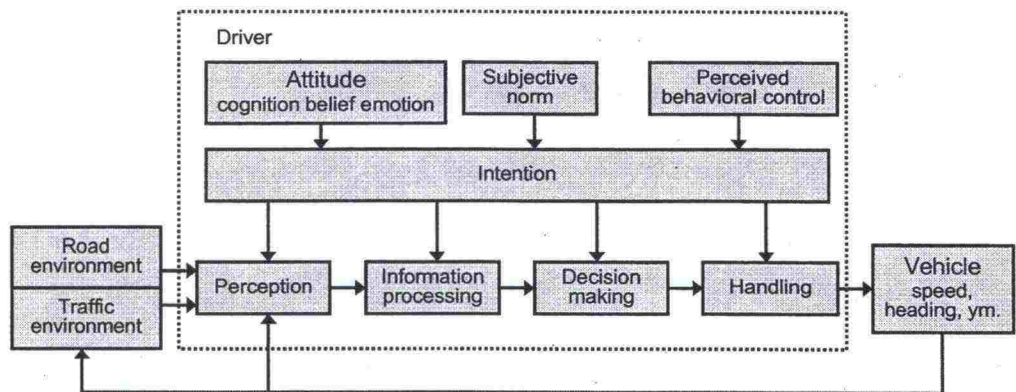 Driver
Attitude
cognition belief emotion
Subjective
norm
Perceived
behavioral control
Intention
Road
environment
Traffic
environment
Perception
Information
processing
Decision
making
Handling
Vehicle
speed,
heading, ym.